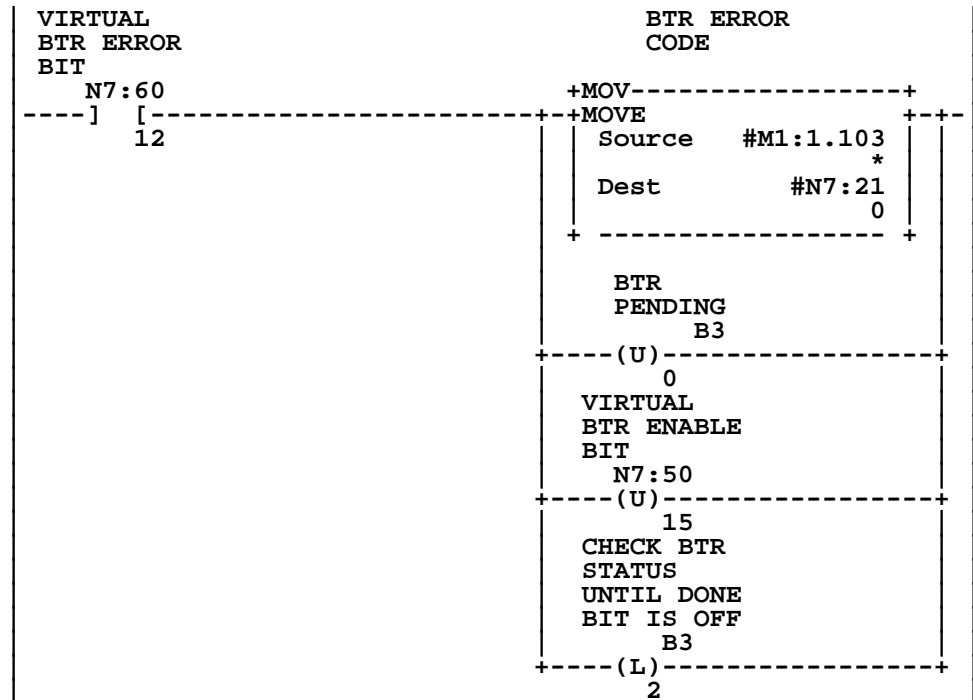 VIRTUAL BTR ERROR
BTR ERROR CODE
BIT
N7:60 +MOV-----------------+
----] [-------------------------+-+MOVE +-+-
12 | | Source #M1:1.103 | |
| | * | |
| | Dest #N7:21 | |
| | 0 | |
| + ------------------ + |
BTR
PENDING
B3
+----(U)-----------------+
0
VIRTUAL
BTR ENABLE
BIT
N7:50
+----(U)-----------------+
15
CHECK BTR
STATUS
UNTIL DONE
BIT IS OFF
B3
+----(L)-----------------+
2